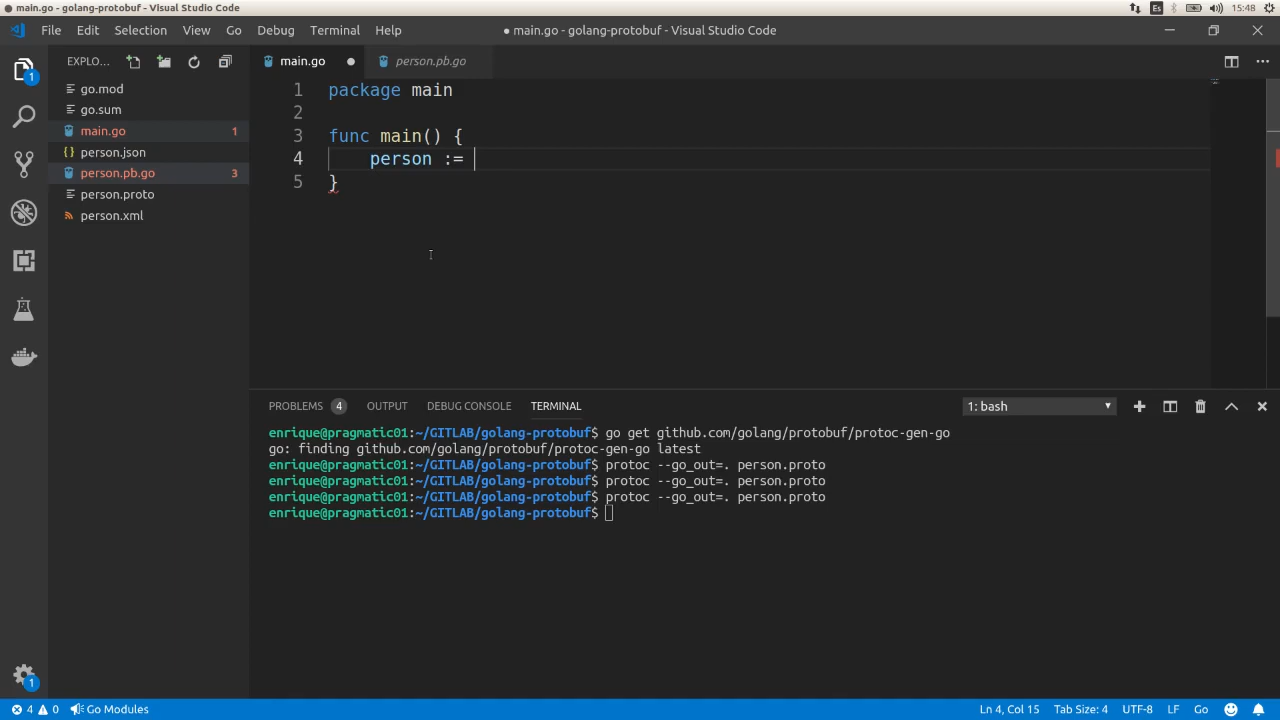 main.go - golang-protobuf - Visual Studio Code
Es
15:48
File Edit Selection View Go Debug Terminal Help
● main.go - golang-protobuf - Visual Studio Code
EXPLO...
main.go ●
person.pb.go
1
go.mod
go.sum
main.go 1
person.json
person.pb.go 3
person.proto
person.xml
1 package main
2
3 func main() {
4 person :=
5 }
PROBLEMS 4 OUTPUT DEBUG CONSOLE TERMINAL
1: bash
enrique@pragmatic01:~/GITLAB/golang-protobuf$ go get github.com/golang/protobuf/protoc-gen-go
go: finding github.com/golang/protobuf/protoc-gen-go latest
enrique@pragmatic01:~/GITLAB/golang-protobuf$ protoc --go_out=. person.proto
enrique@pragmatic01:~/GITLAB/golang-protobuf$ protoc --go_out=. person.proto
enrique@pragmatic01:~/GITLAB/golang-protobuf$ protoc --go_out=. person.proto
enrique@pragmatic01:~/GITLAB/golang-protobuf$
1
4 0 Go Modules
Ln 4, Col 15 Tab Size: 4 UTF-8 LF Go